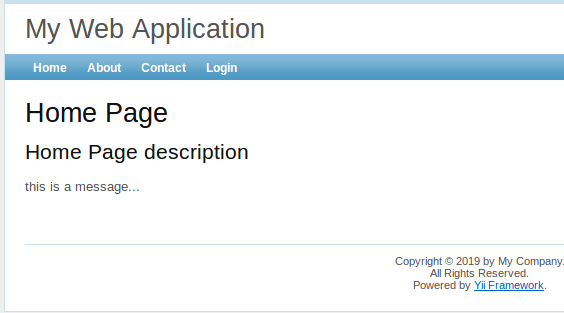 My Web Application
Home About Contact Login
Home Page
Home Page description
this is a message...
Copyright © 2019 by My Company.
All Rights Reserved.
Powered by Yii Framework.